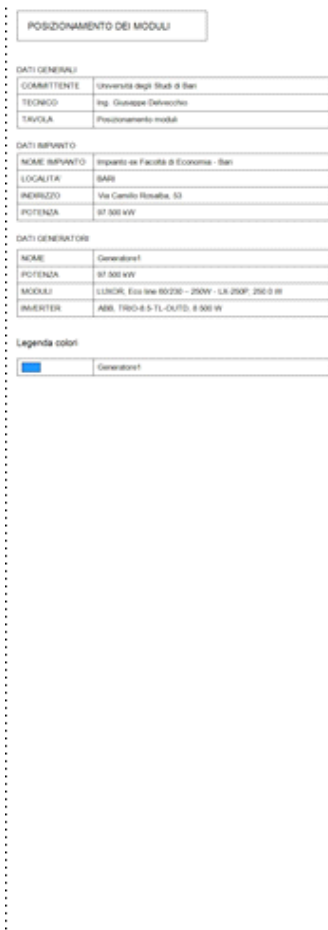 POSIZIONAMENTO DEI MODULI
DATI GENERALI
COMMITTENTE Università degli Studi di Bari
TECNICO Ing. Giuseppe Delvecchio
TAVOLA Posizionamento moduli
DATI IMPIANTO
NOME IMPIANTO Impianto ex Facoltà di Economia - Bari
LOCALITA' BARI
INDIRIZZO Via Camillo Rosalba, 53
POTENZA 97.500 kW
DATI GENERATORI
NOME Generatore1
POTENZA 97.500 kW
MODULI LUXOR, Eco line 60/230 – 250W - LX-250P, 250.0 W
INVERTER ABB, TRIO-8.5-TL-OUTD, 8 500 W
Legenda colori
Generatore1